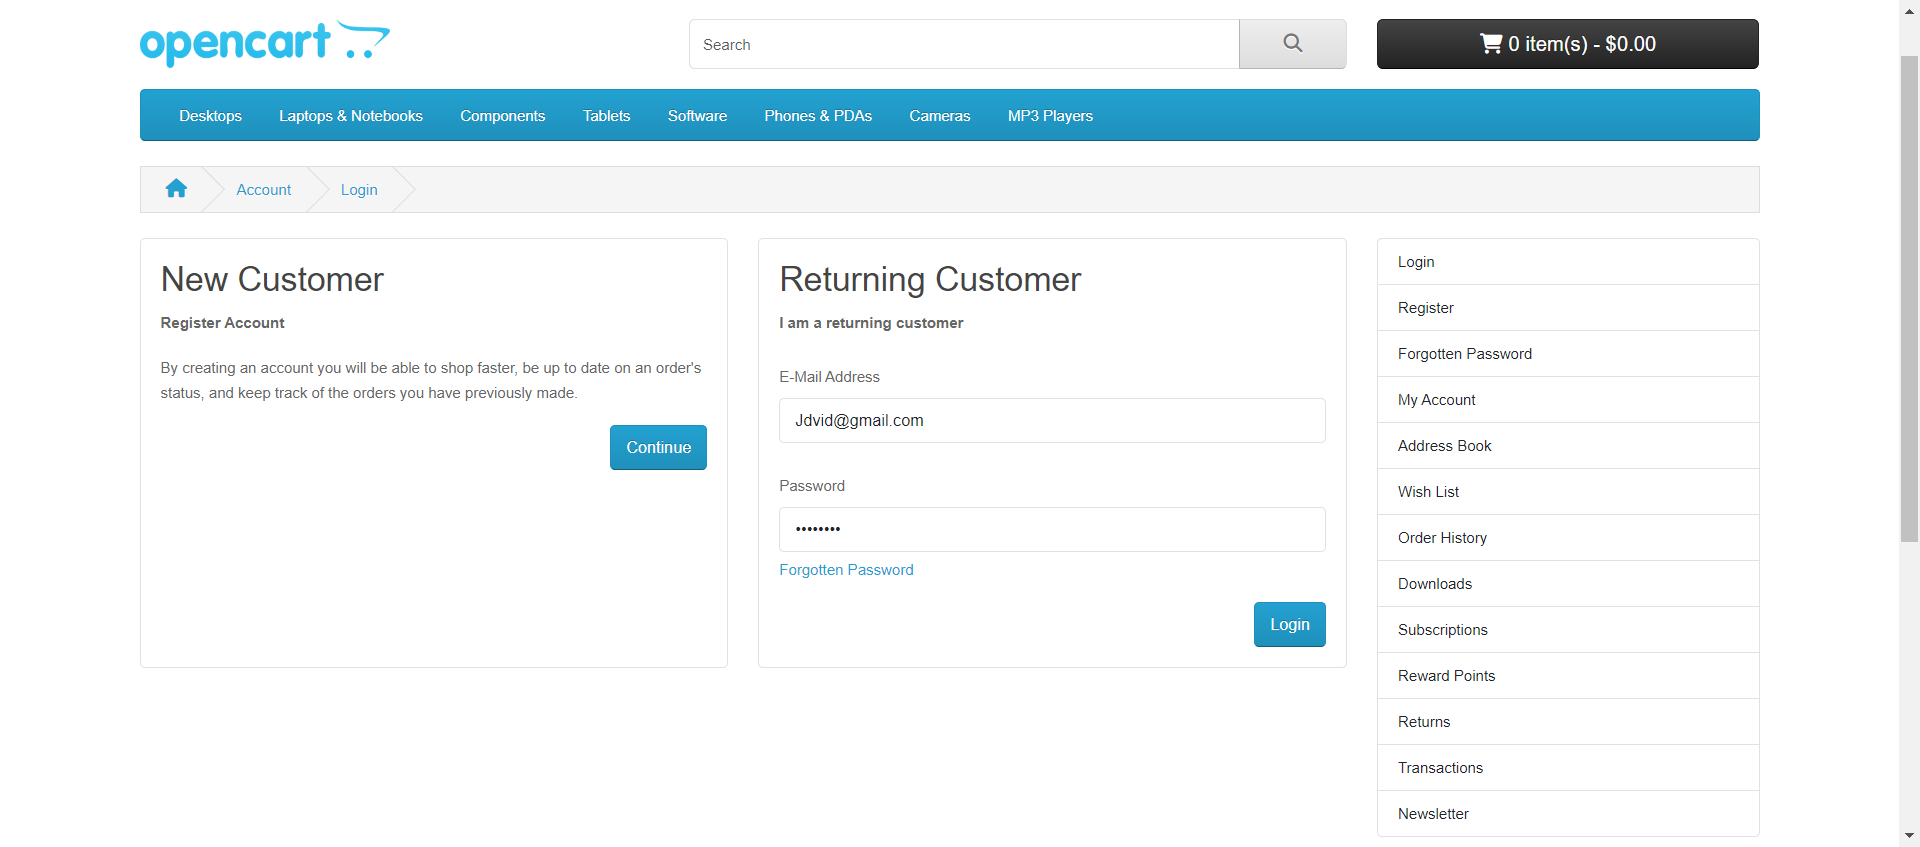 opencart
Search
0 item(s) - $0.00
Desktops
Laptops & Notebooks
Components
Tablets
Software
Phones & PDAs
Cameras
MP3 Players
Account
Login
New Customer
Register Account
By creating an account you will be able to shop faster, be up to date on an order's
status, and keep track of the orders you have previously made.
Continue
Returning Customer
I am a returning customer
E-Mail Address
Jdvid@gmail.com
Password
••••••••
Forgotten Password
Login
Login
Register
Forgotten Password
My Account
Address Book
Wish List
Order History
Downloads
Subscriptions
Reward Points
Returns
Transactions
Newsletter